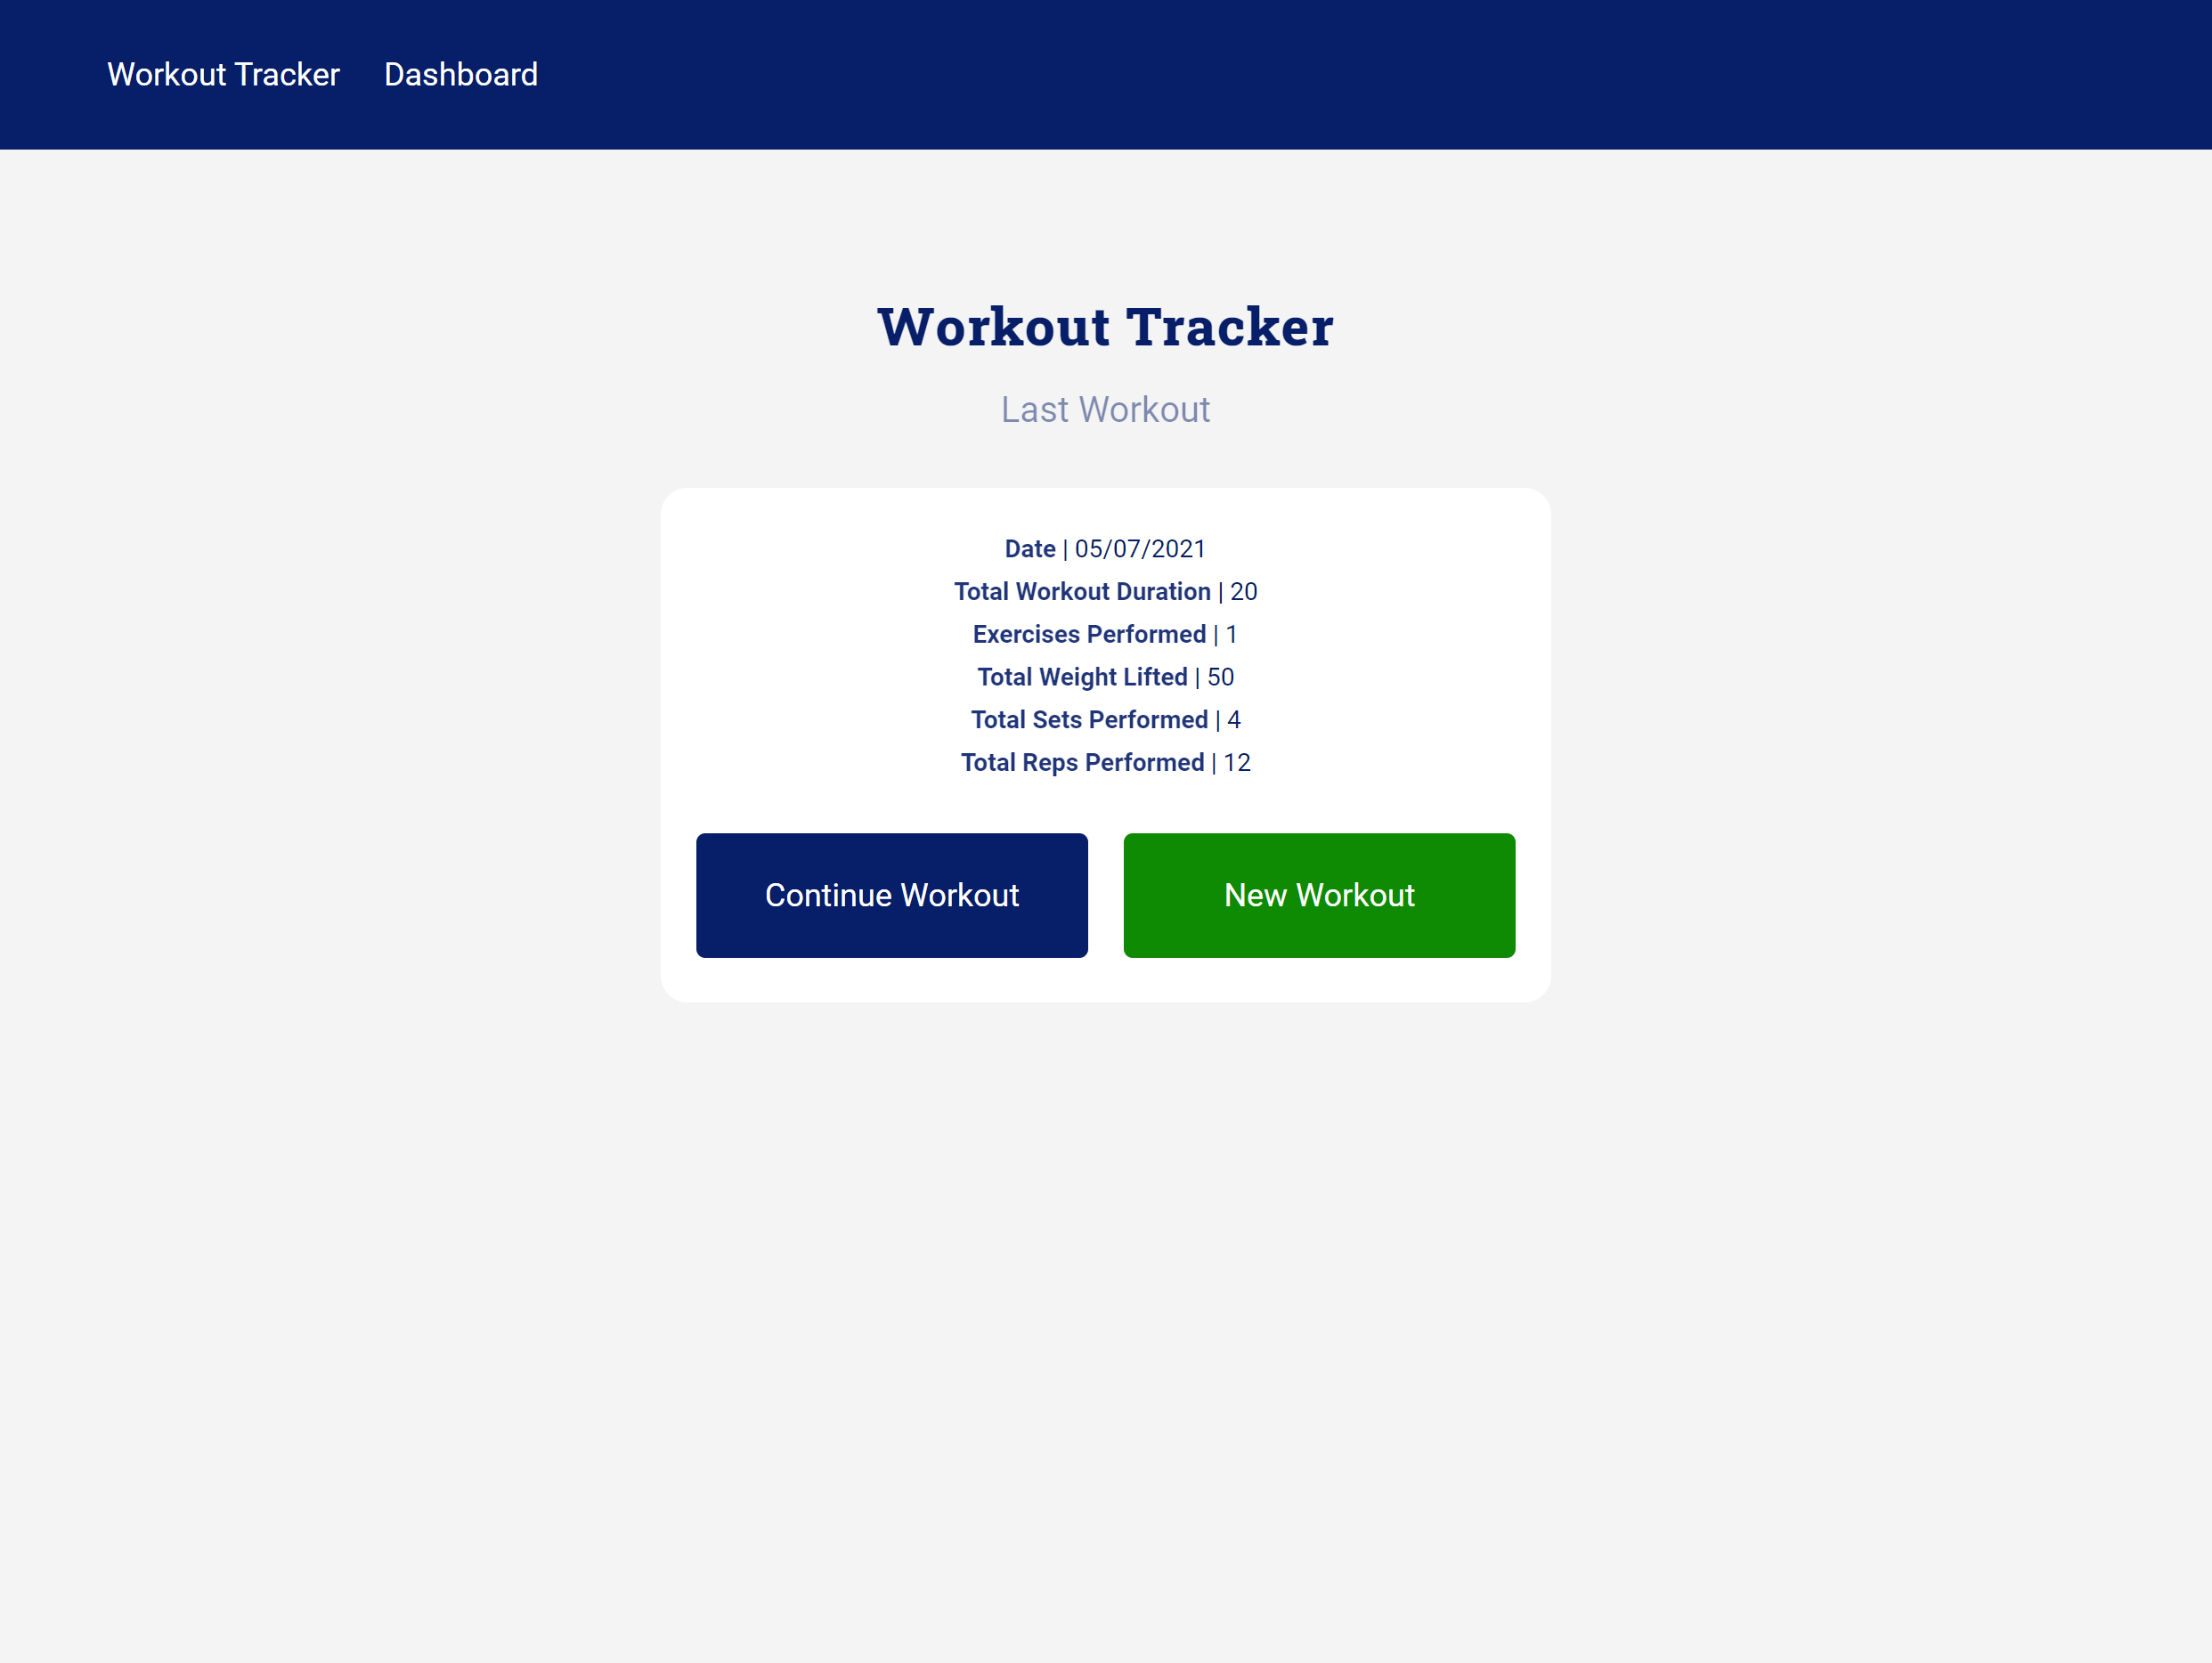 Workout Tracker Dashboard
Workout Tracker
Last Workout
Date | 05/07/2021
Total Workout Duration | 20
Exercises Performed | 1
Total Weight Lifted | 50
Total Sets Performed | 4
Total Reps Performed | 12
Continue Workout New Workout